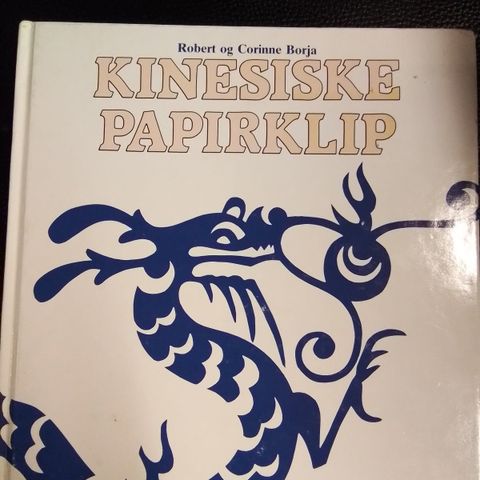 Robert og Corinne Borja
KINESISKE
PAPIRKLIP